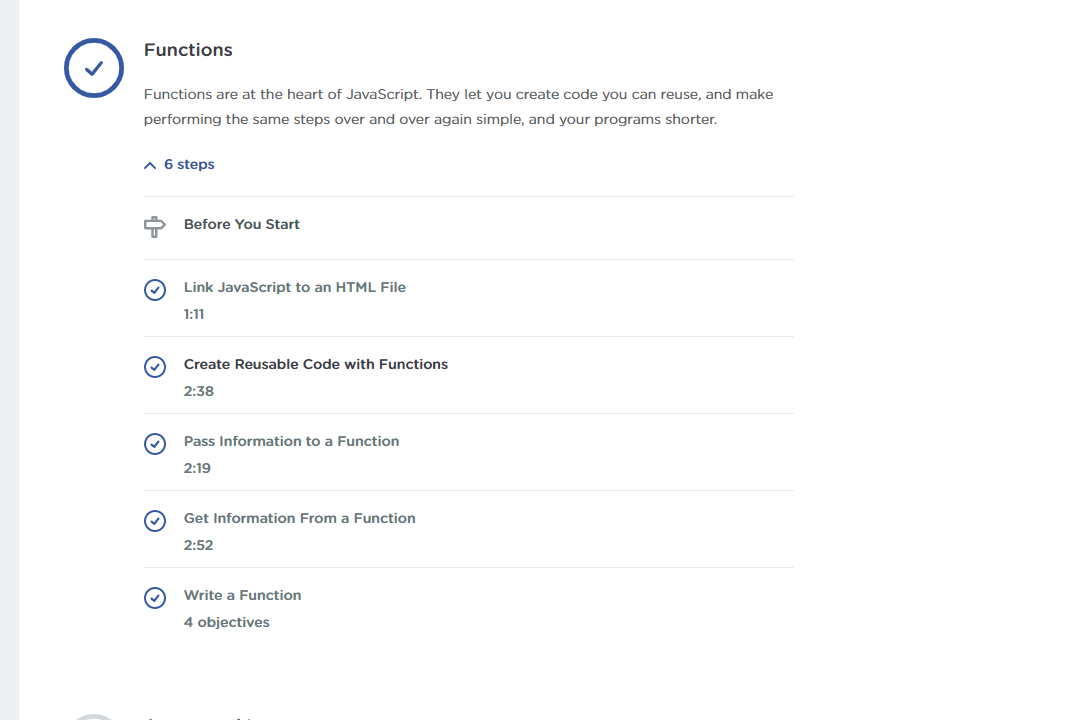 Functions
Functions are at the heart of JavaScript. They let you create code you can reuse, and make
performing the same steps over and over again simple, and your programs shorter.
6 steps
Before You Start
Link JavaScript to an HTML File
1:11
Create Reusable Code with Functions
2:38
Pass Information to a Function
2:19
Get Information From a Function
2:52
Write a Function
4 objectives